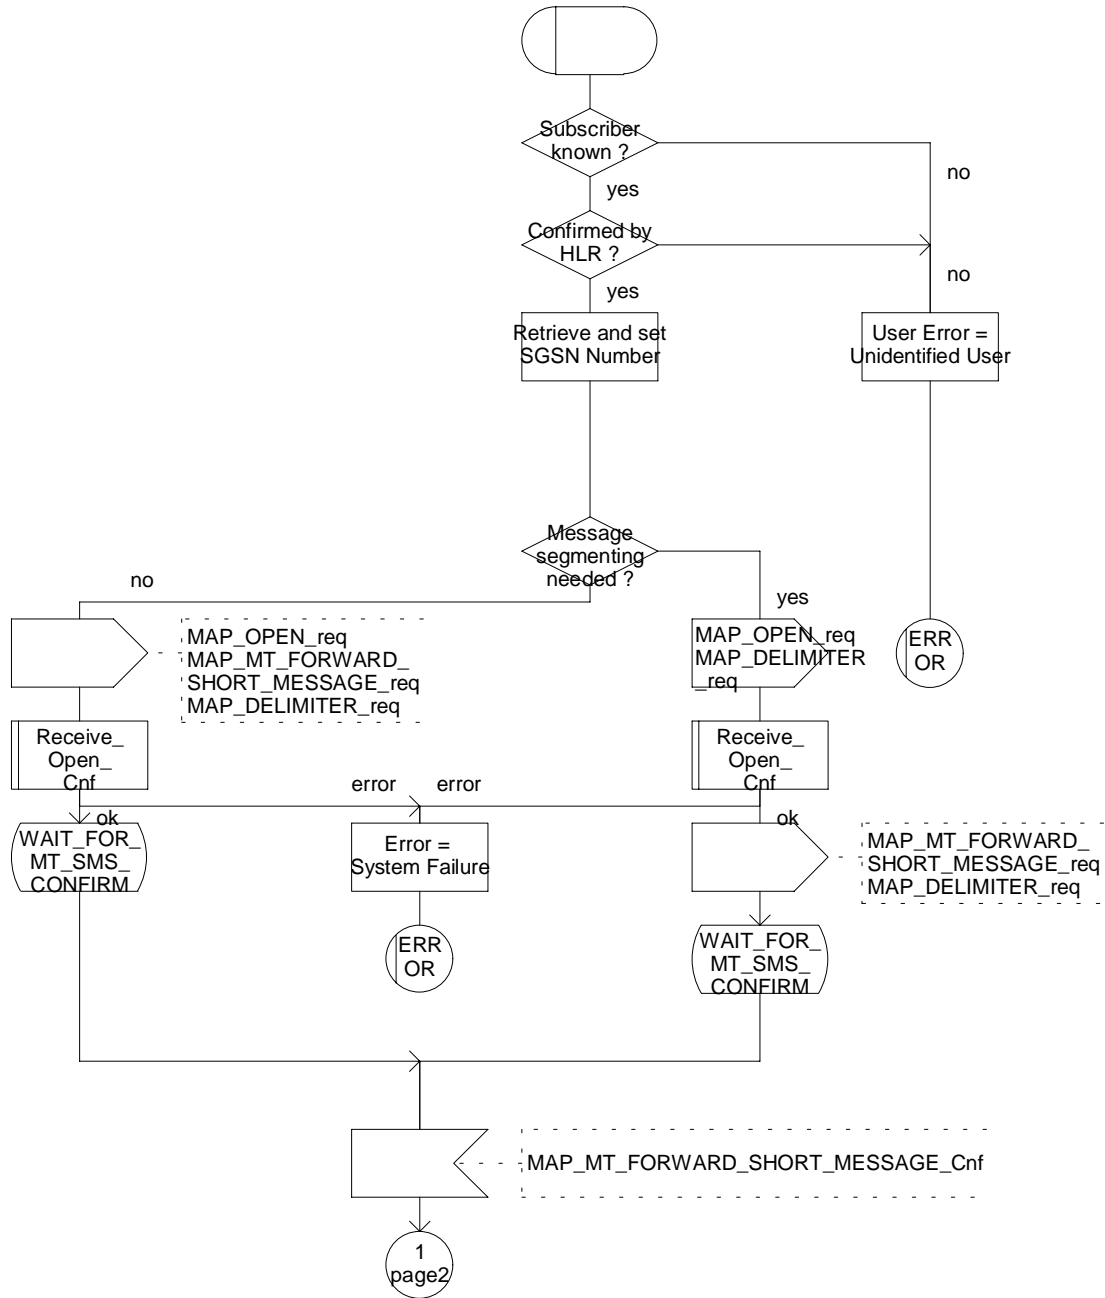 Subscriber
known ?
no
yes
Confirmed by
HLR ?
no
yes
Retrieve and set
SGSN Number
User Error =
Unidentified User
Message
segmenting
needed ?
no
yes
MAP_OPEN_req
MAP_MT_FORWARD_
SHORT_MESSAGE_req
MAP_DELIMITER_req
MAP_OPEN_req
MAP_DELIMITER
_req
ERR
OR
Receive_
Open_
Cnf
Receive_
Open_
Cnf
error
error
ok
ok
WAIT_FOR_
MT_SMS_
CONFIRM
Error =
System Failure
MAP_MT_FORWARD_
SHORT_MESSAGE_req
MAP_DELIMITER_req
ERR
OR
WAIT_FOR_
MT_SMS_
CONFIRM
MAP_MT_FORWARD_SHORT_MESSAGE_Cnf
1
page2